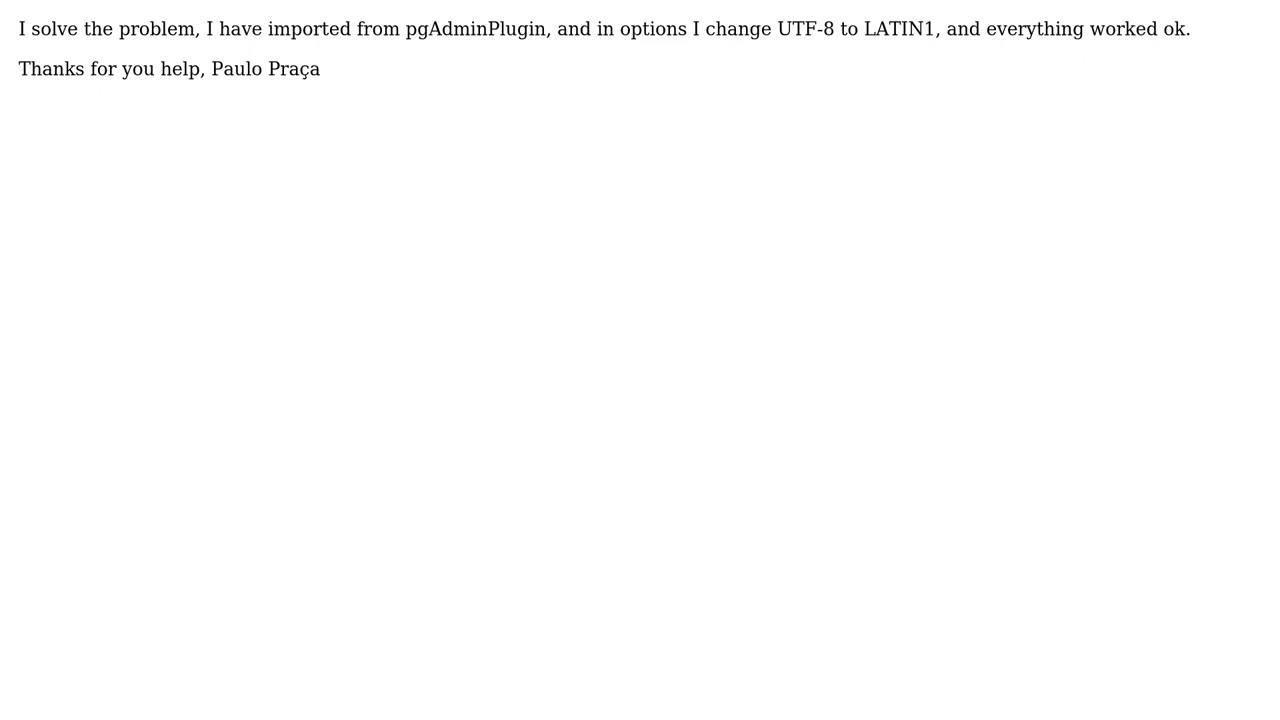 I solve the problem, I have imported from pgAdminPlugin, and in options I change UTF-8 to LATIN1, and everything worked ok.
Thanks for you help, Paulo Praça